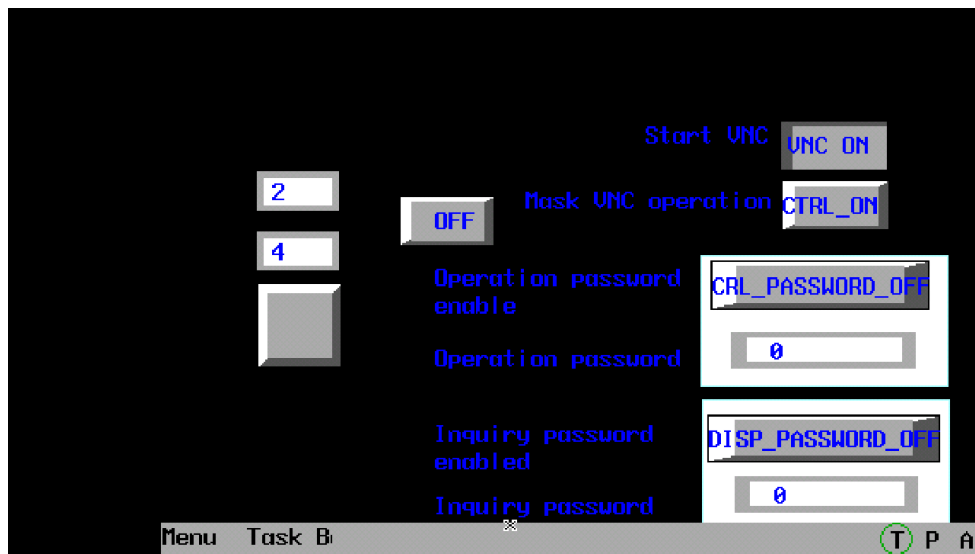 Start VNC
VNC ON
2
OFF
Mask VNC operation
CTRL_ON
4
Operation password
enable
CRL_PASSWORD_OFF
Operation password
0
Inquiry password
enabled
DISP_PASSWORD_OFF
Inquiry password
0
Menu Task B
T P A